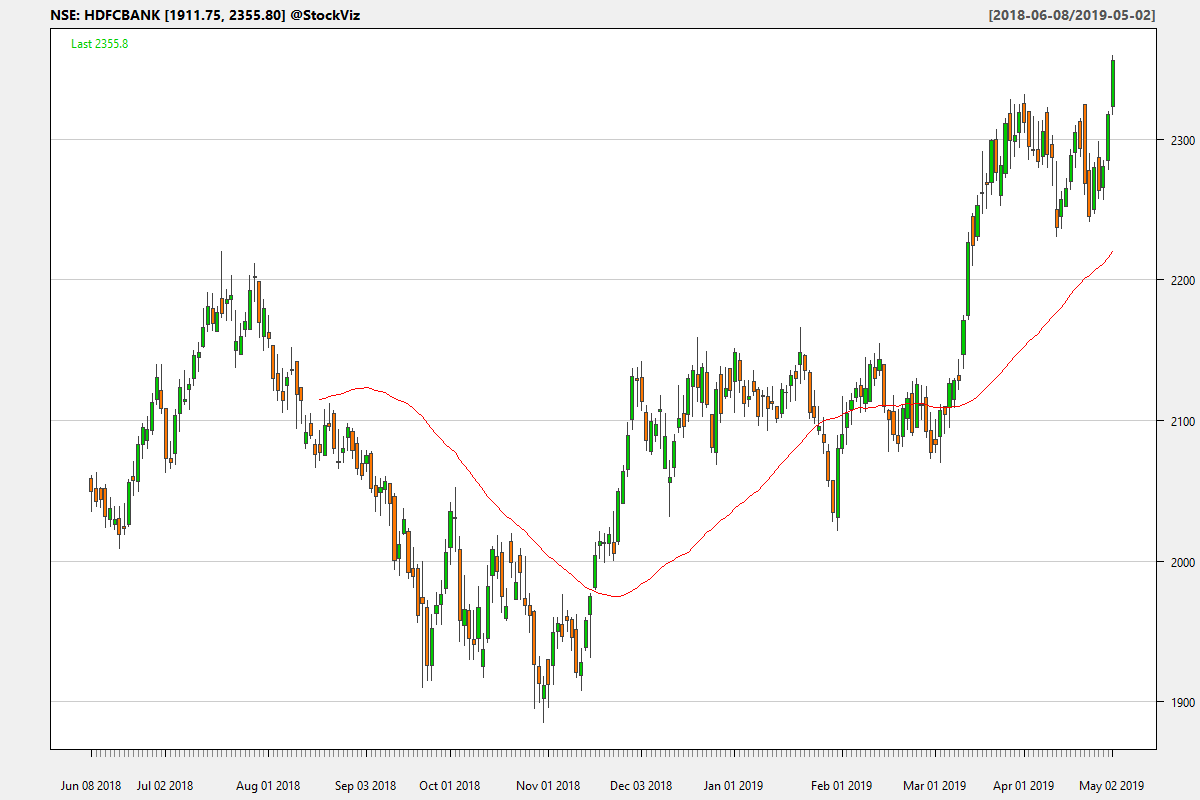 NSE: HDFCBANK [1911.75, 2355.80] @StockViz [2018-06-08/2019-05-02]
Last 2355.8
2300
2200
2100
2000
1900
Jun 08 2018 Jul 02 2018 Aug 01 2018 Sep 03 2018 Oct 01 2018 Nov 01 2018 Dec 03 2018 Jan 01 2019 Feb 01 2019 Mar 01 2019 Apr 01 2019 May 02 2019